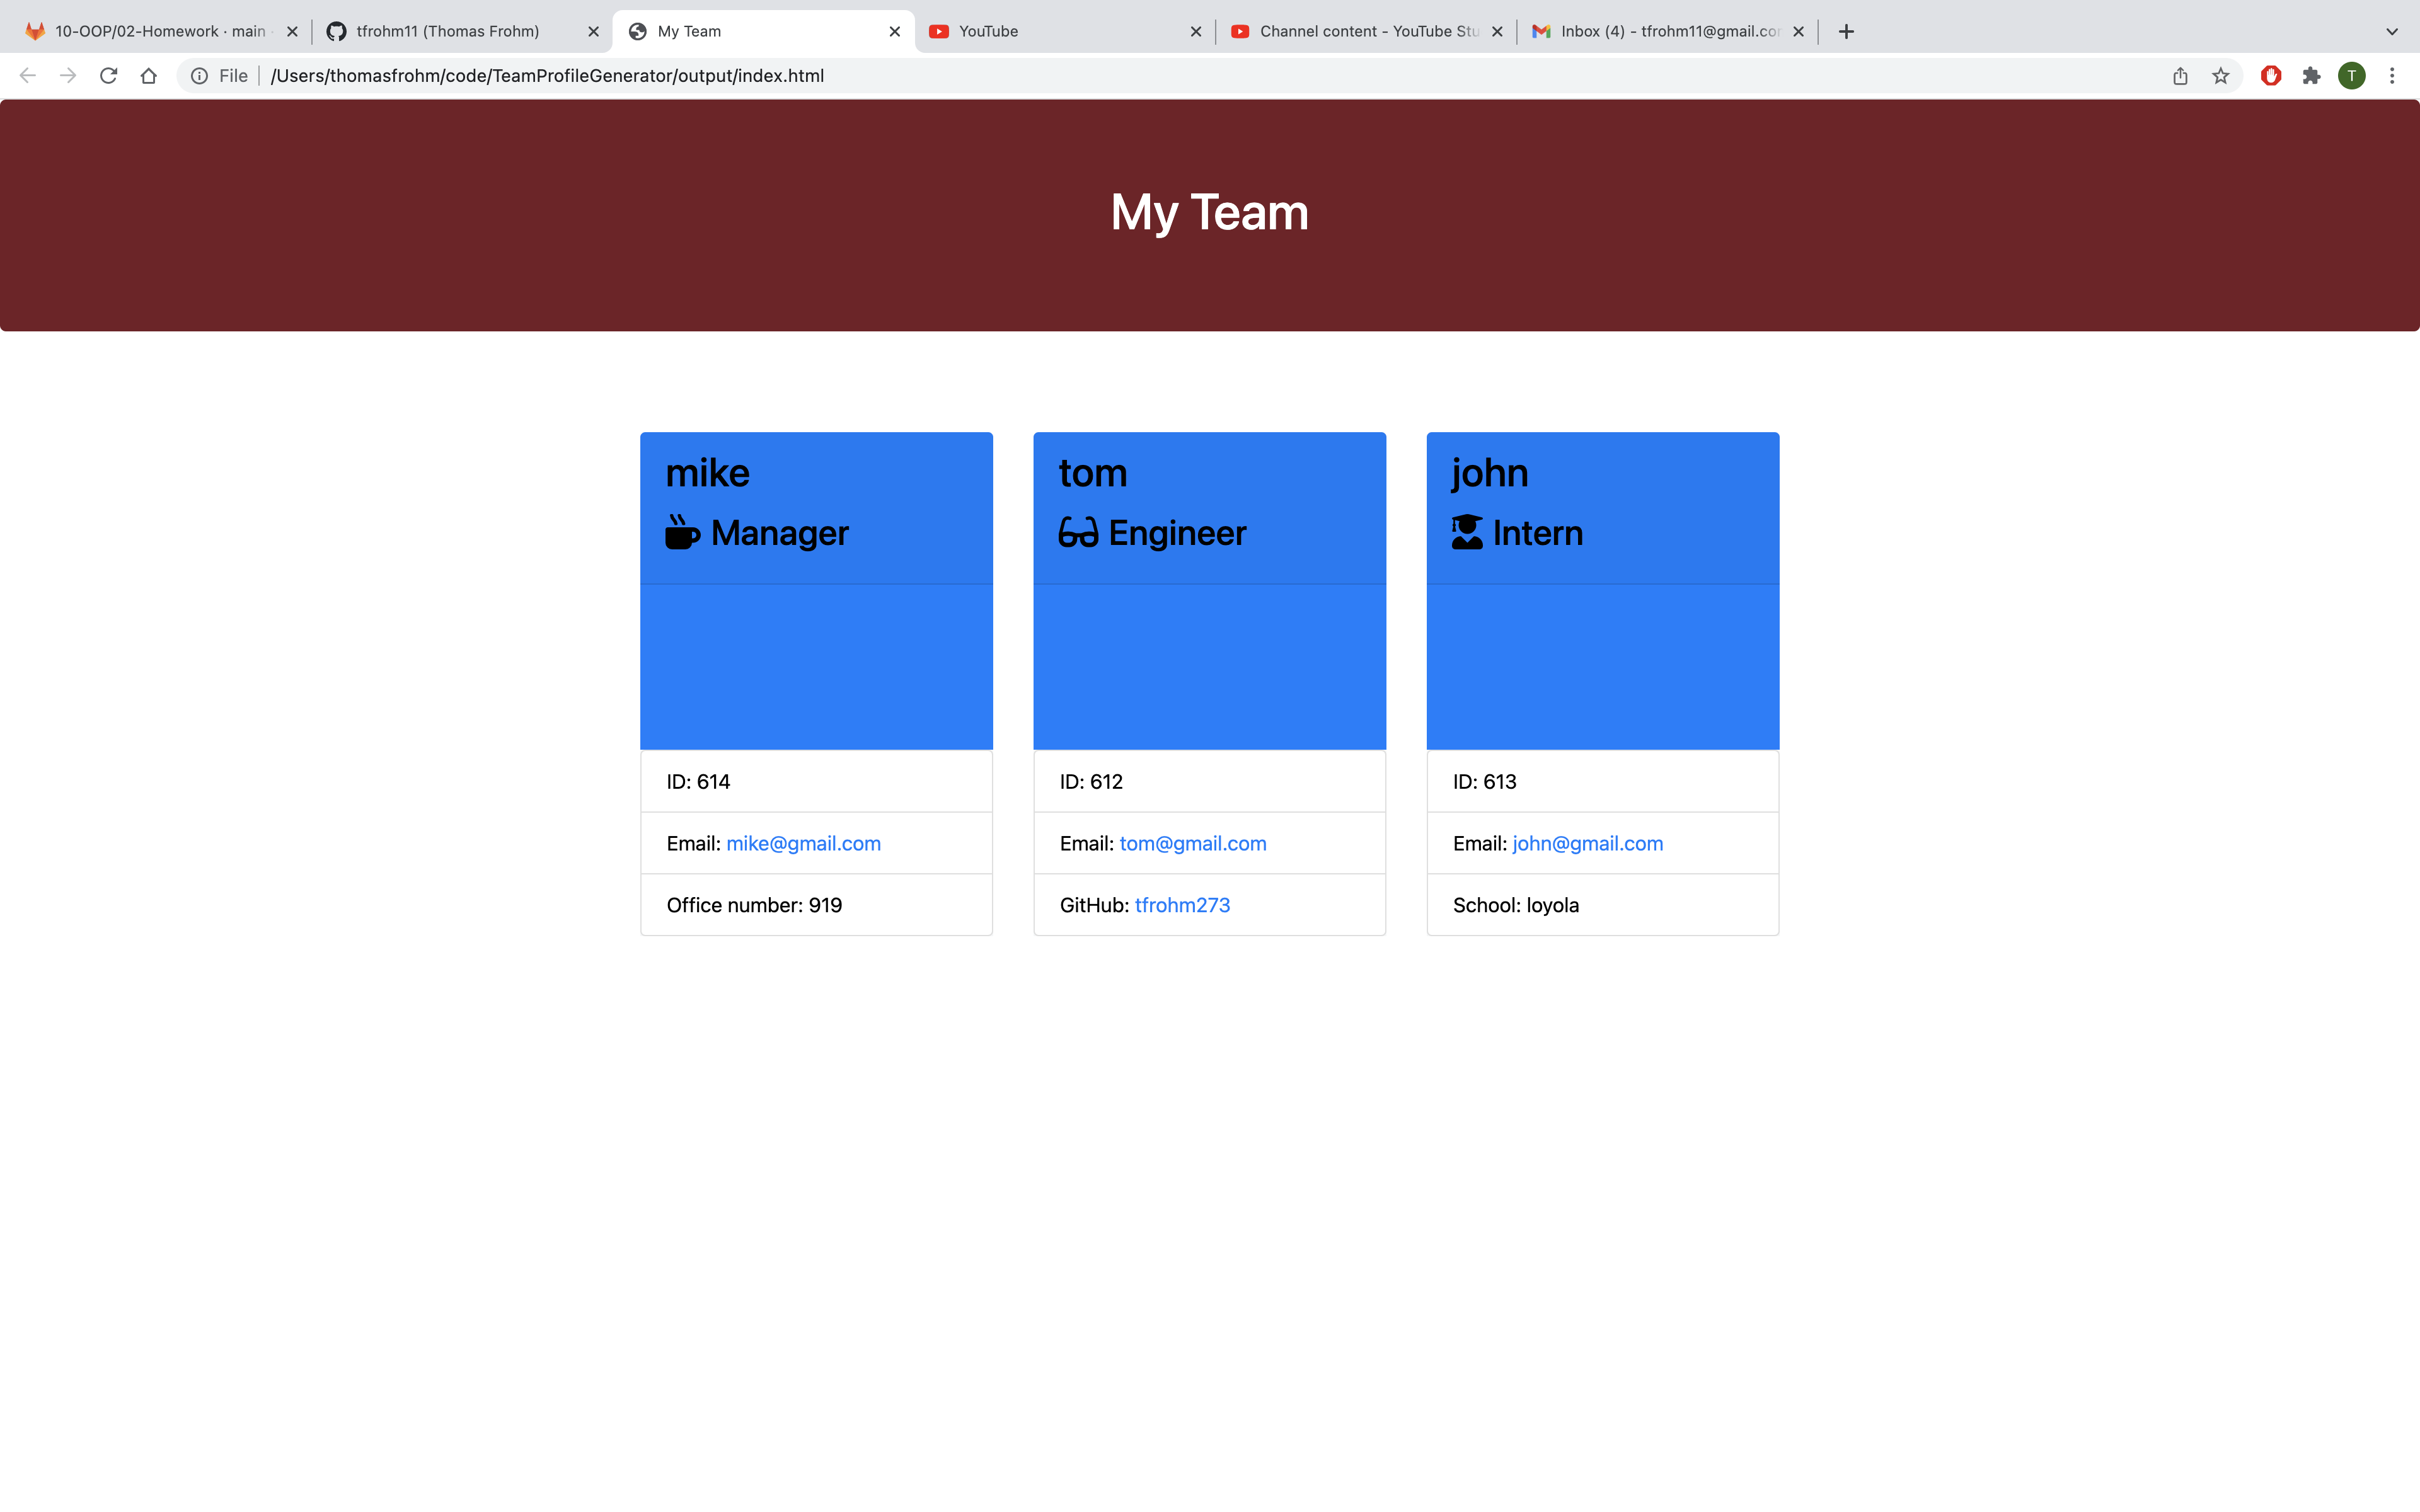 10-OOP/02-Homework · main
tfrohm11 (Thomas Frohm)
My Team
YouTube
Channel content - YouTube Stu
Inbox (4) - tfrohm11@gmail.co
File
/Users/thomasfrohm/code/TeamProfileGenerator/output/index.html
T
My Team
mike
Manager
ID: 614
Email: mike@gmail.com
Office number: 919
tom
Engineer
ID: 612
Email: tom@gmail.com
GitHub: tfrohm273
john
Intern
ID: 613
Email: john@gmail.com
School: loyola